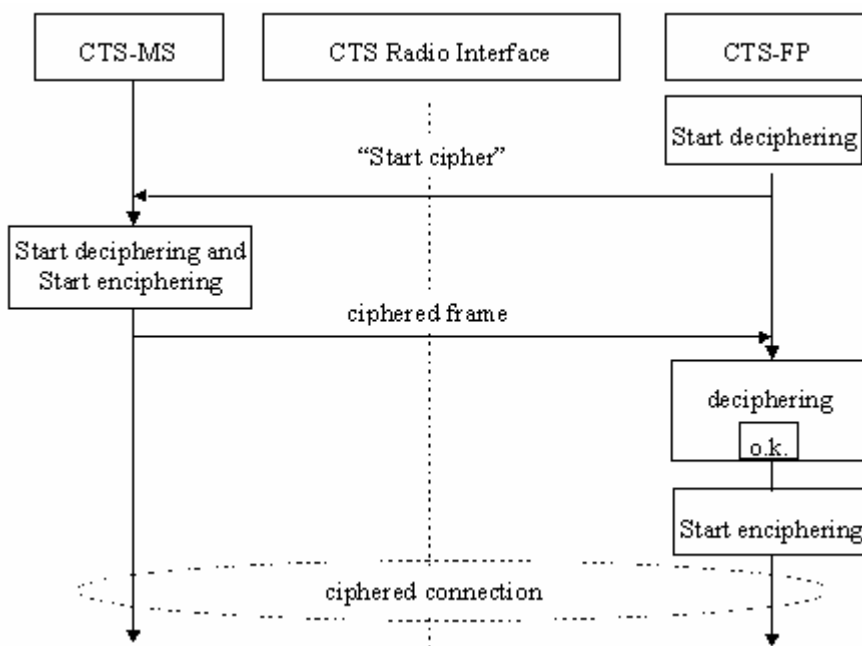 CTS-MS
CTS Radio Interface
CTS-FP
Start deciphering
“Start cipher”
Start deciphering and
Start enciphering
ciphered frame
deciphering
o.k.
Start enciphering
ciphered connection